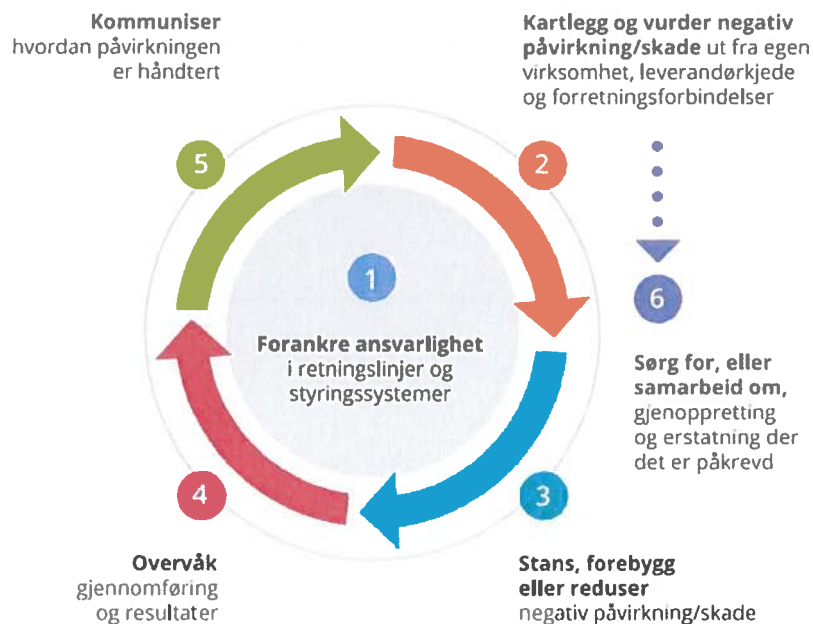 Kommuniser
hvordan påvirkningen
er håndtert
Kartlegg og vurder negativ
påvirkning/skade ut fra egen
virksomhet, leverandørkjede
og forretningsforbindelser
5
2
1
6
Forankre ansvarlighet
i retningslinjer og
styringssystemer
Sørg for, eller
samarbeid om,
gjenoppretting
og erstatning der
det er påkrevd
4
3
Overvåk
gjennomføring
og resultater
Stans, forebygg
eller reduser
negativ påvirkning/skade